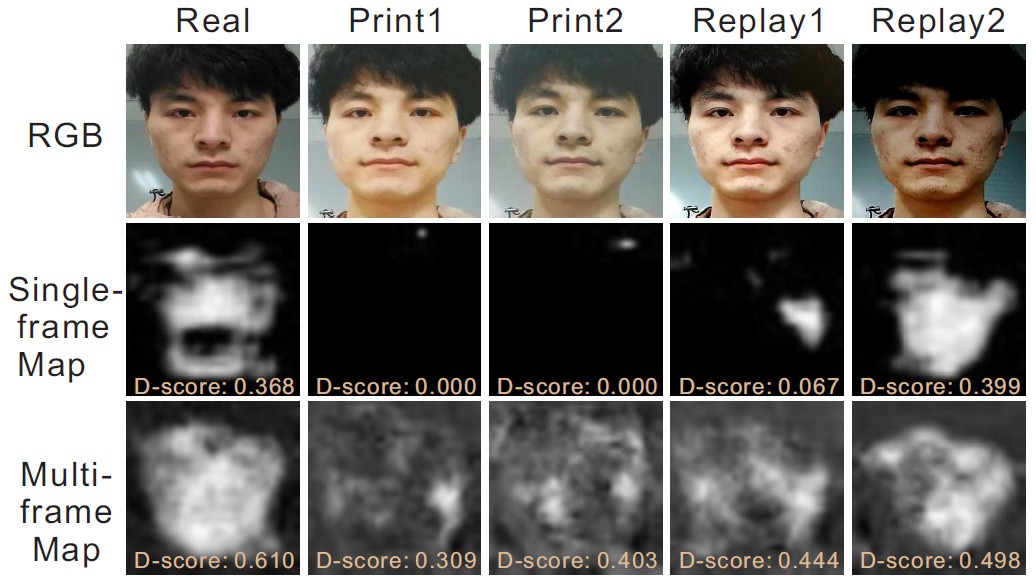 Real Print1 Print2 Replay1 Replay2
RGB
Single-
frame
Map
D-score: 0.368 D-score: 0.000 D-score: 0.000 D-score: 0.067 D-score: 0.399
Multi-
frame
Map
D-score: 0.610 D-score: 0.309 D-score: 0.403 D-score: 0.444 D-score: 0.498